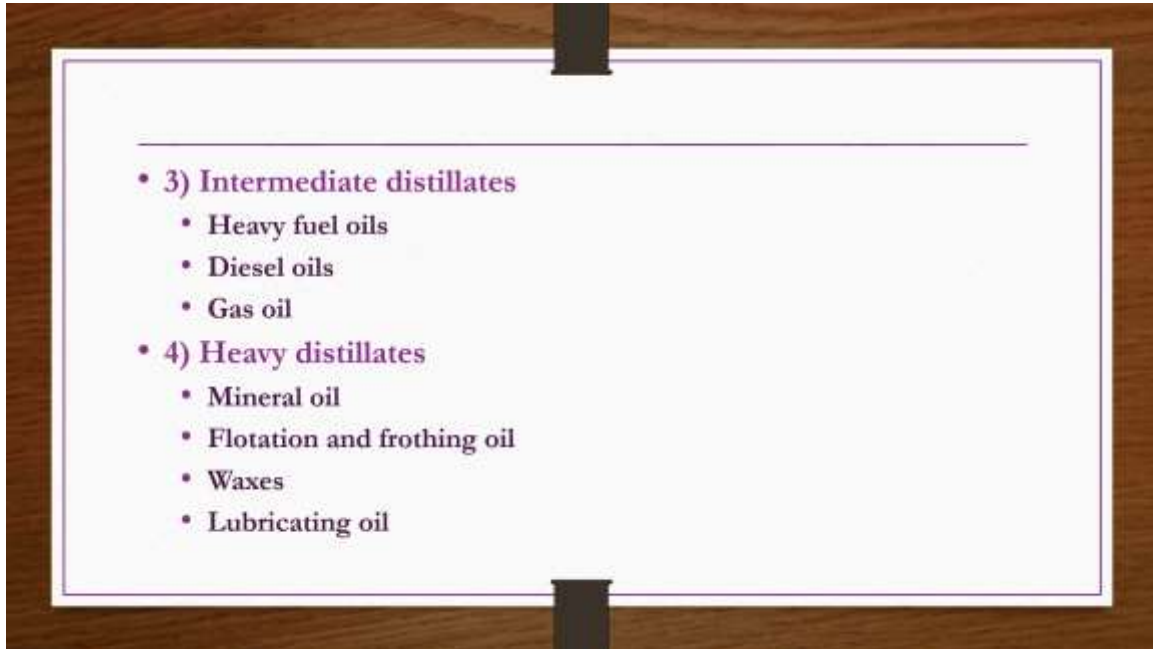 • 3) Intermediate distillates
• Heavy fuel oils
• Diesel oils
• Gas oil
• 4) Heavy distillates
• Mineral oil
• Flotation and frothing oil
• Waxes
• Lubricating oil